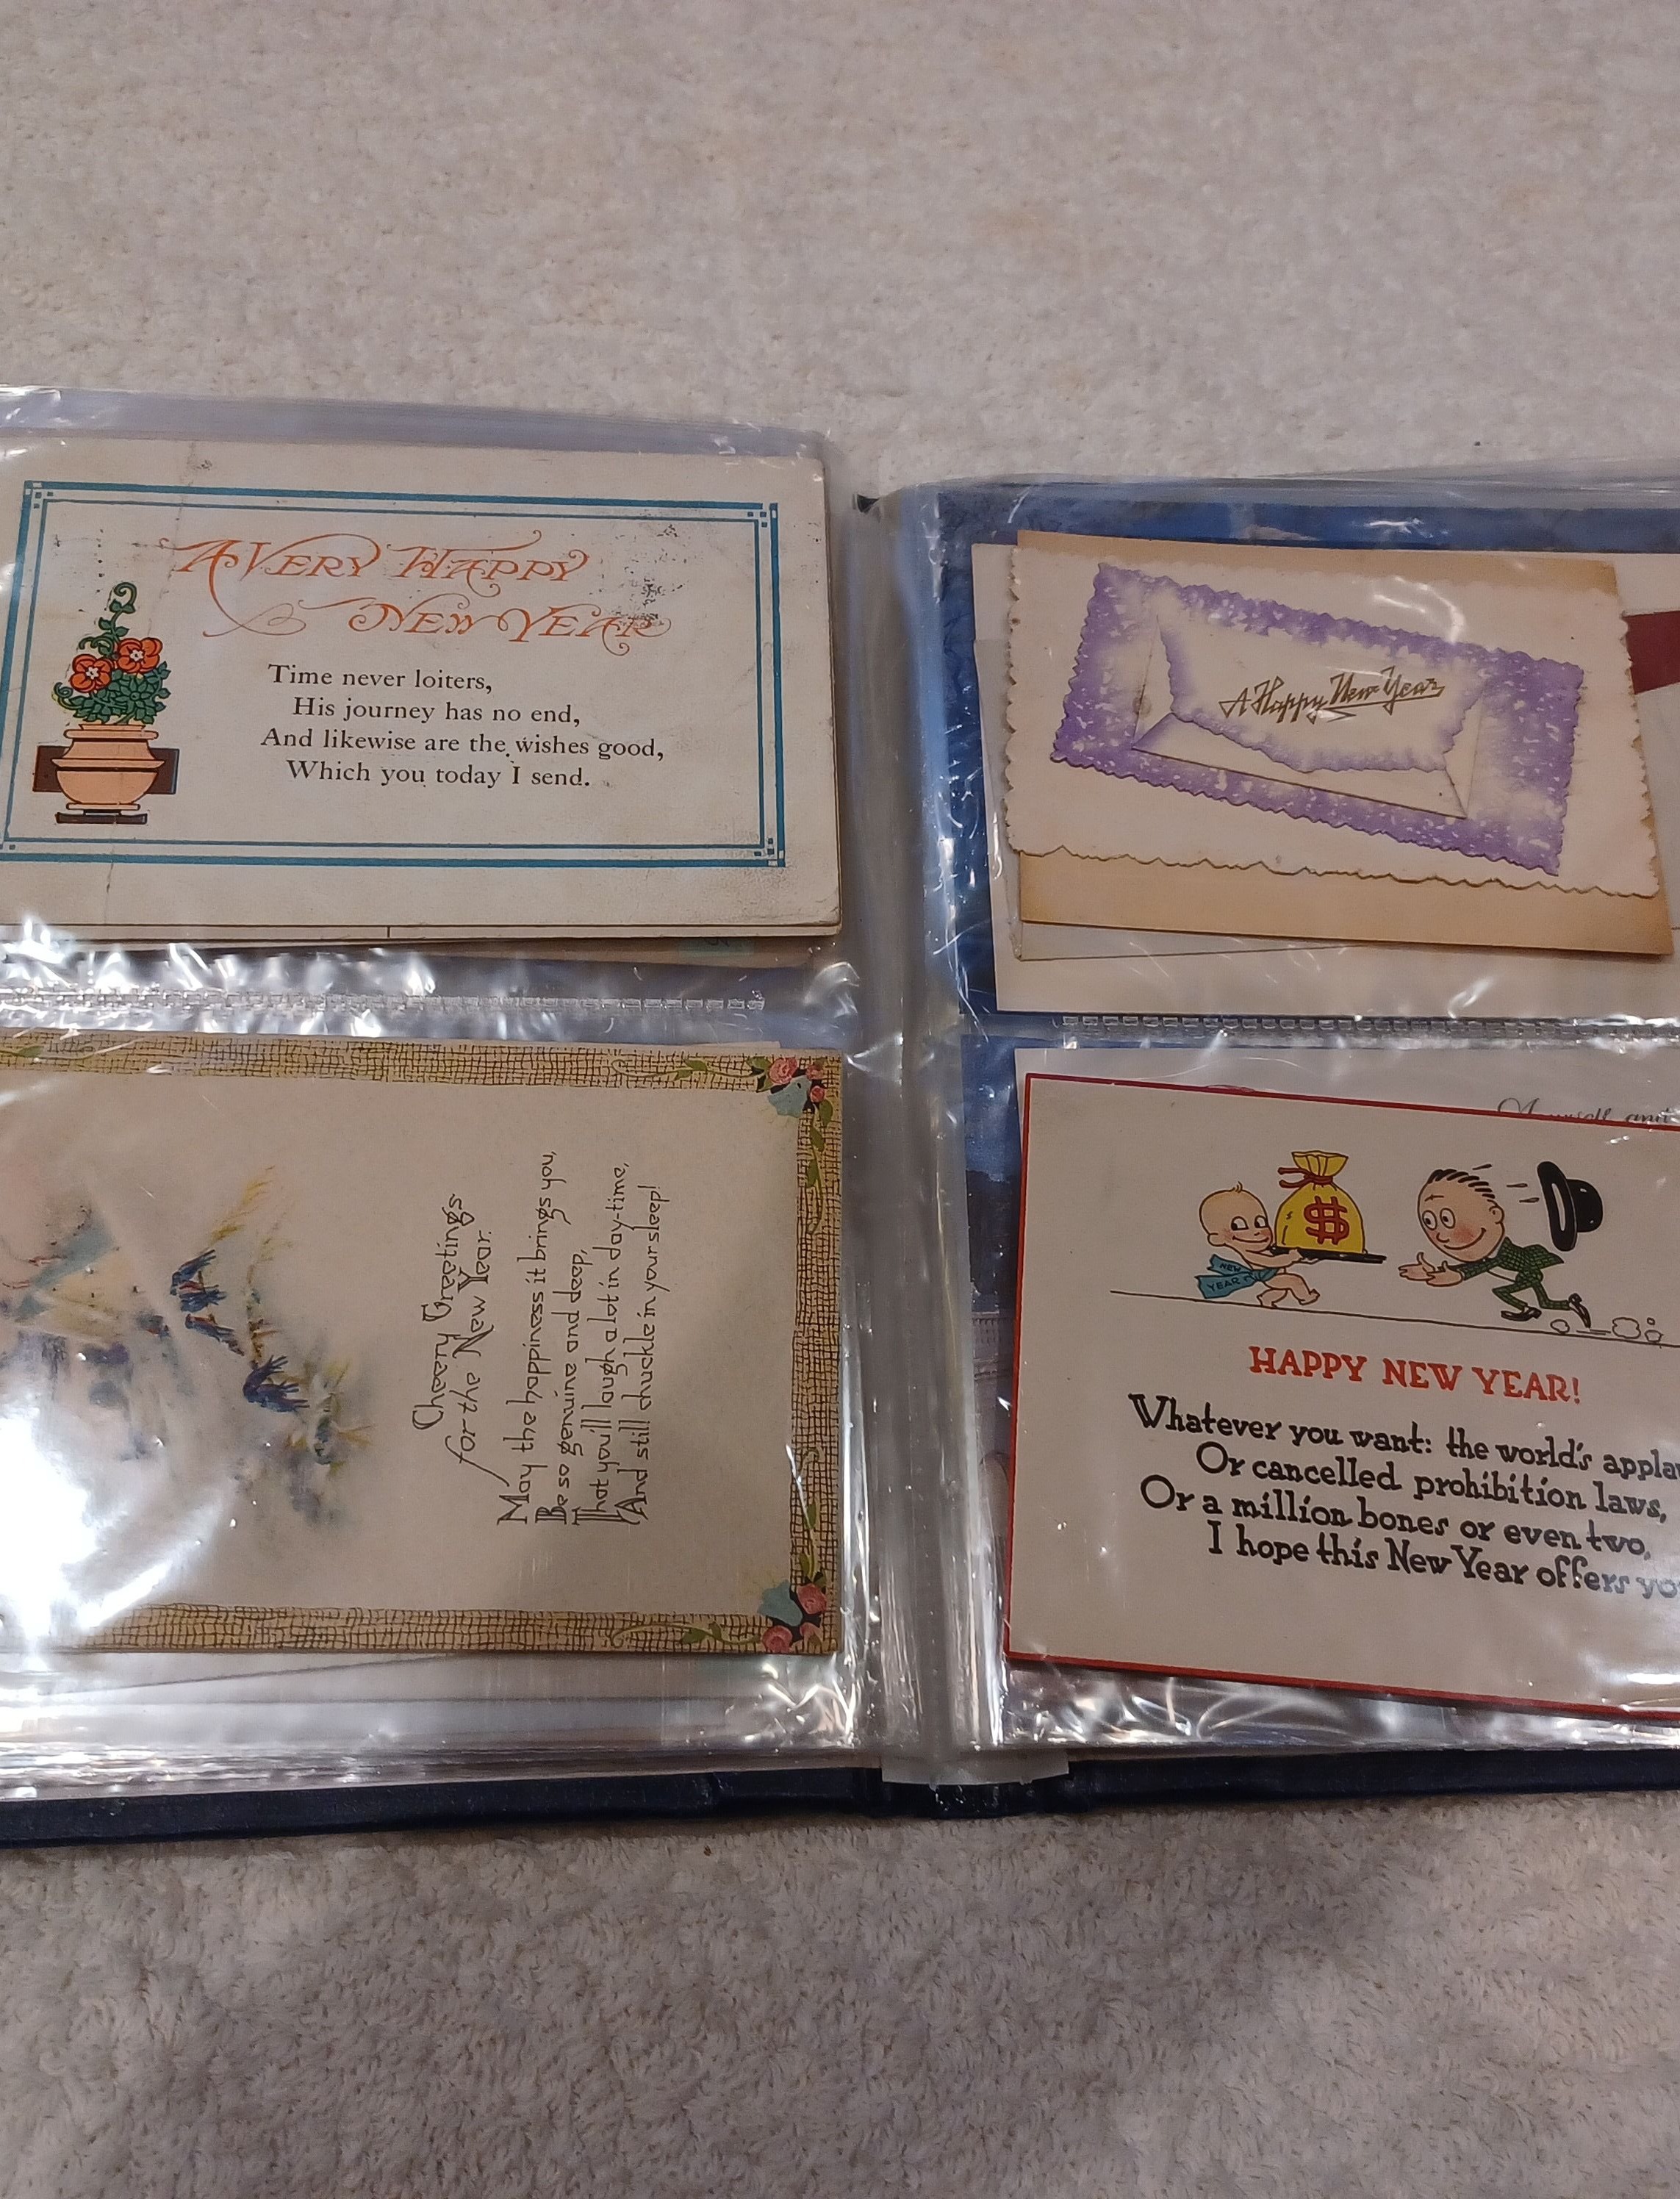 A VERY HAPPY
NEW YEAR
Time never loiters,
His journey has no end,
And likewise are the wishes good,
Which you today I send.
A Happy New Year
Cheery Greetings
for the New Year.
May the happiness it brings you,
Be so genuine and deep,
That you'll laugh a lot in day-time,
And still chuckle in your sleep!
and
$
NEW
YEAR
HAPPY NEW YEAR!
Whatever you want: the world's
Or cancelled prohibition laws,
Or a million bones or even two,
I hope this New Year offers